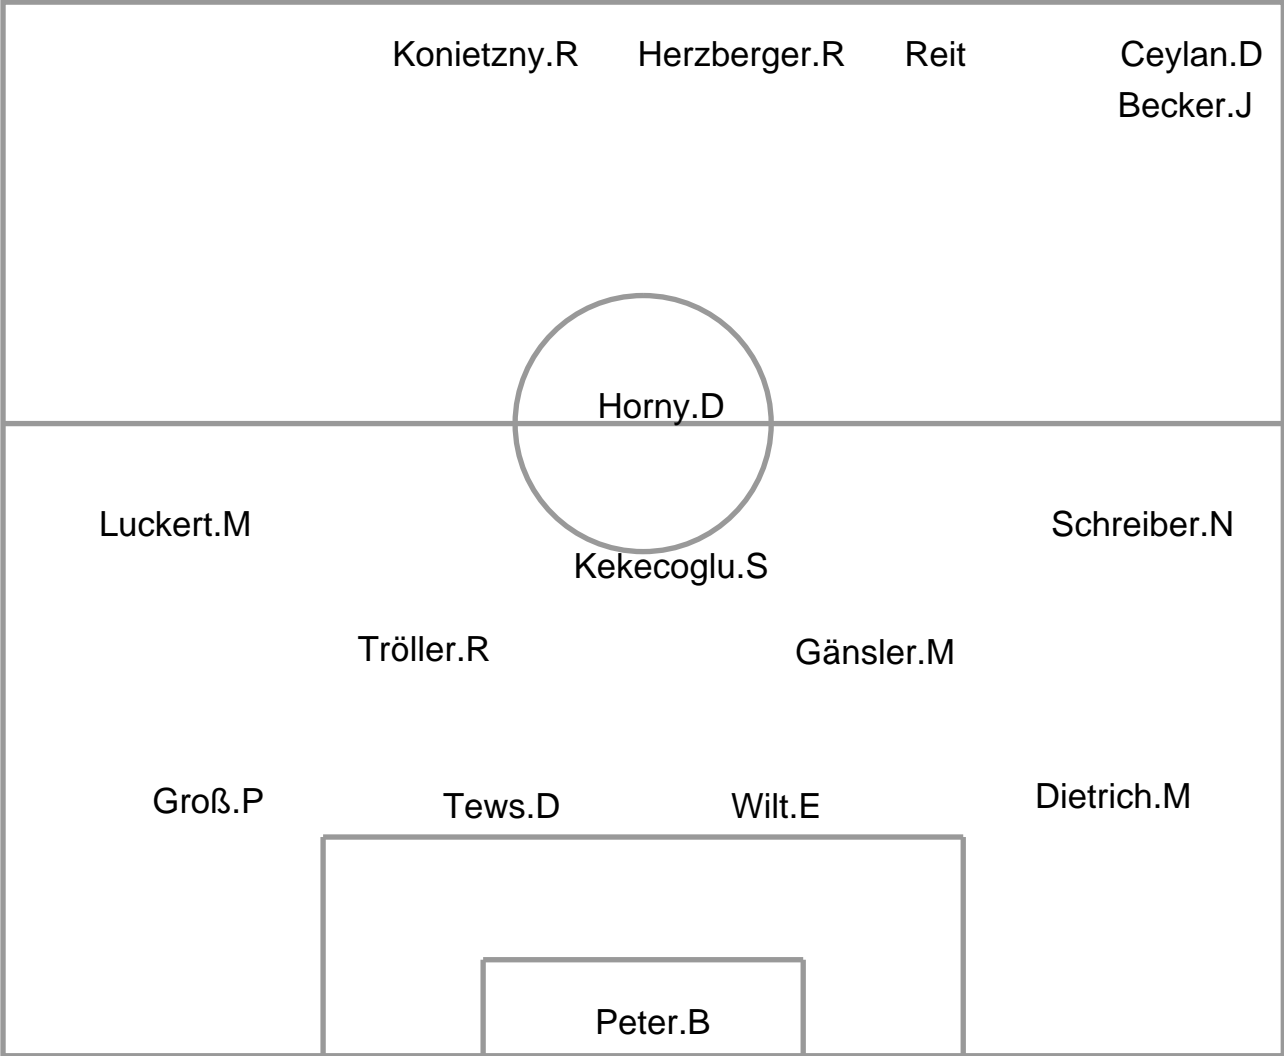 Konietzny.R Herzberger.R Reit Ceylan.D
Becker.J
Horny.D
Luckert.M Schreiber.N
Kekecoglu.S
Tröller.R Gänsler.M
Groß.P Tews.D Wilt.E Dietrich.M
Peter.B